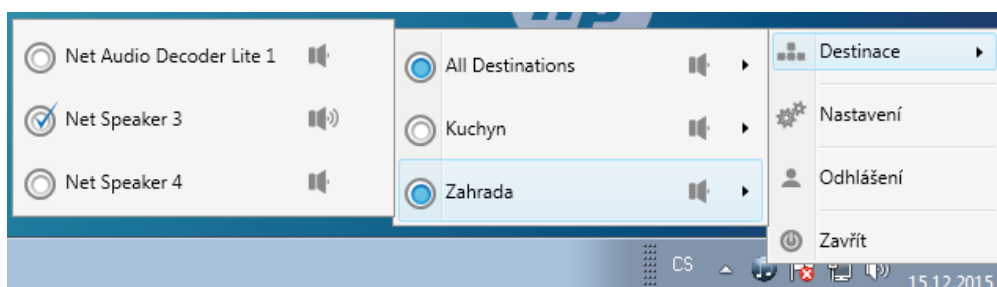 Net Audio Decoder Lite 1
Net Speaker 3
Net Speaker 4
All Destinations
Kuchyn
Zahrada
Destinace
Nastavení
Odhlášení
Zavřít
CS
15.12.2015